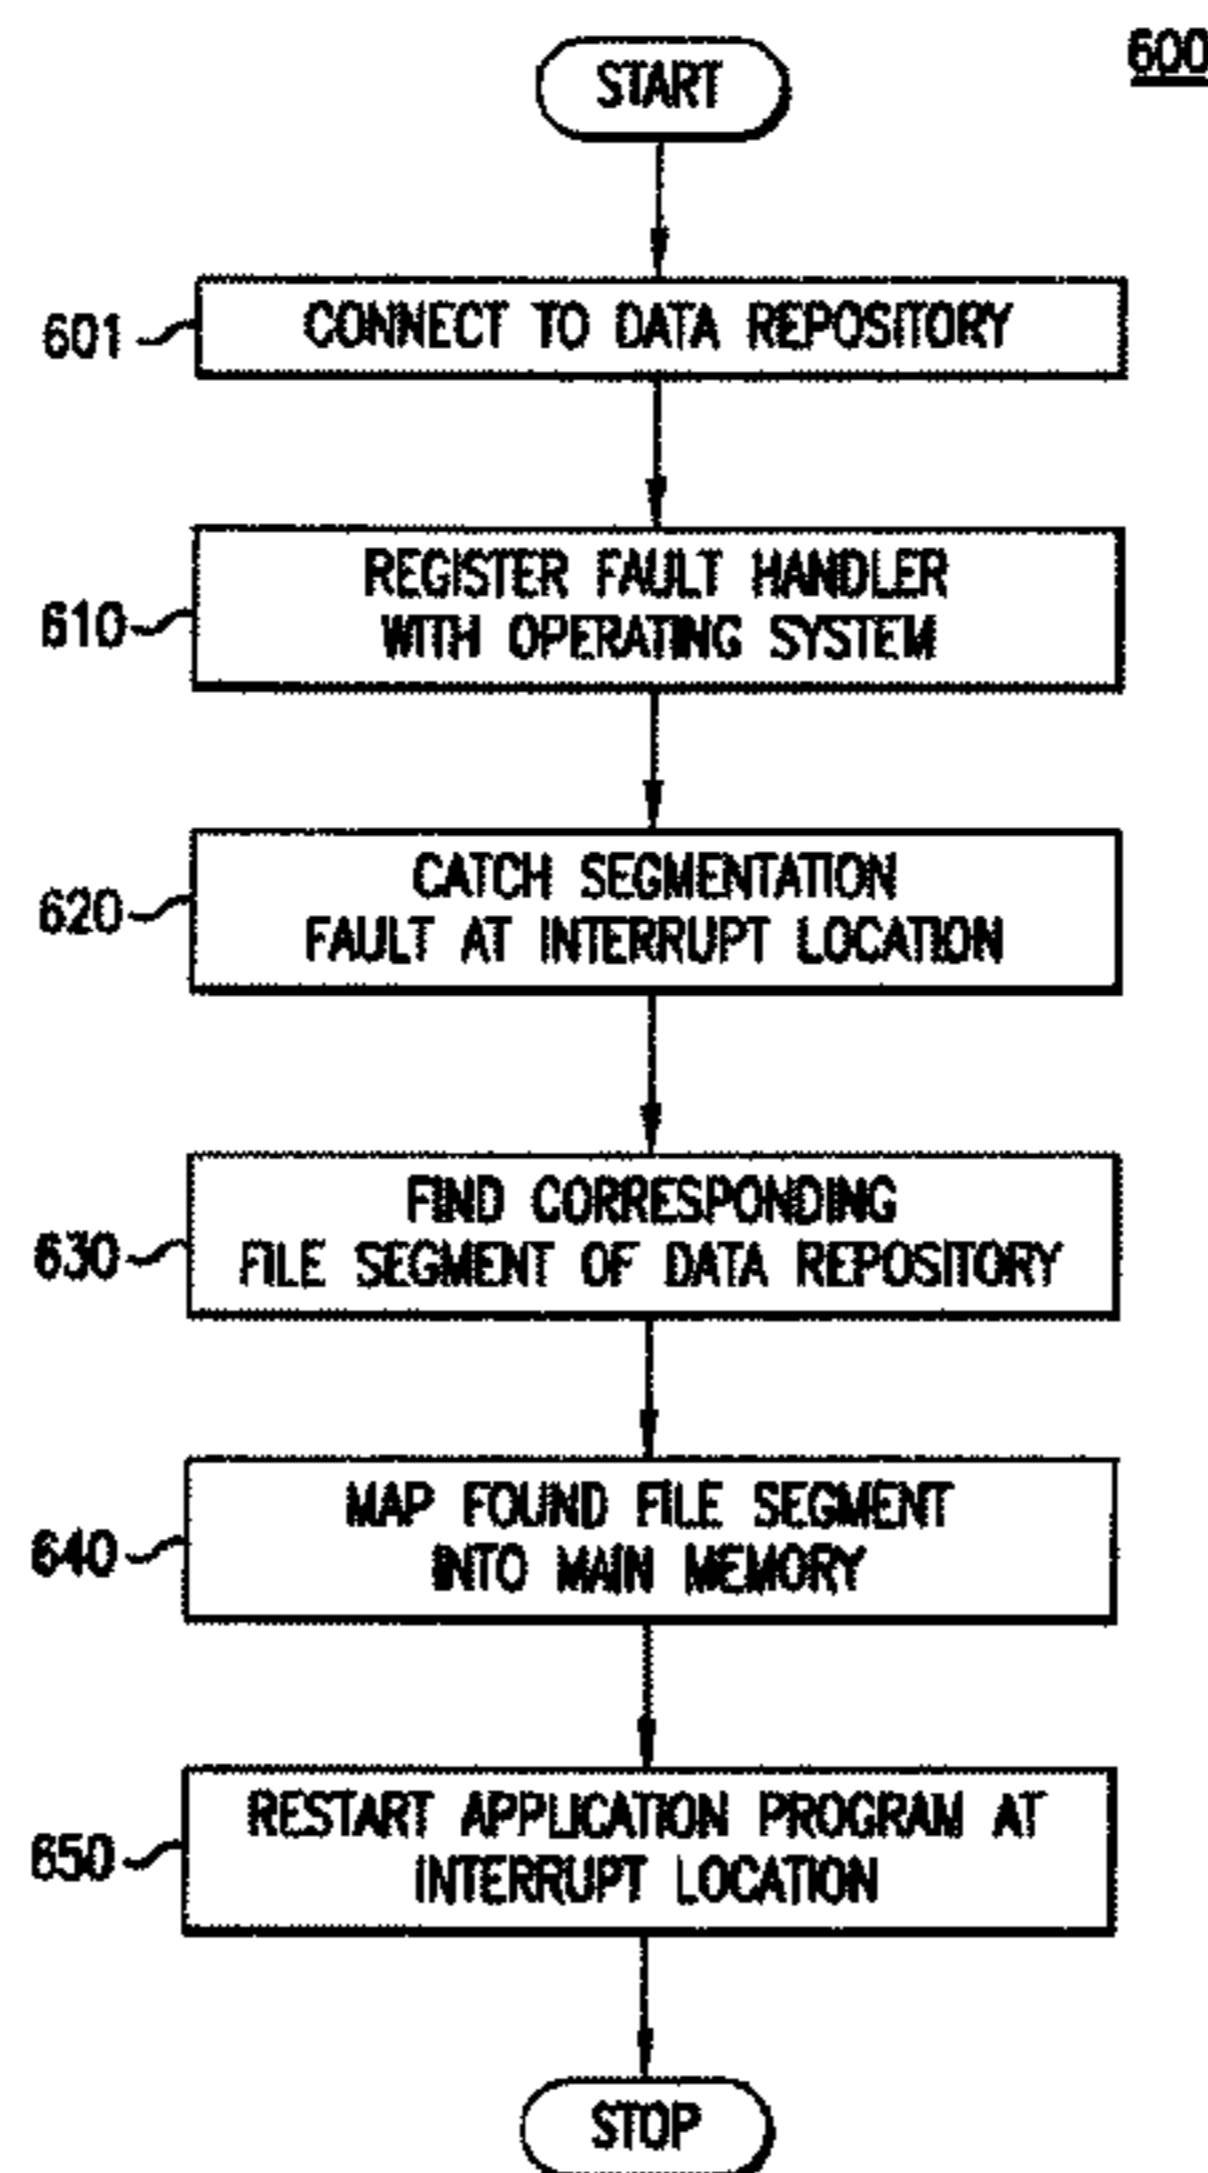 600
START
601
CONNECT TO DATA REPOSITORY
610
REGISTER FAULT HANDLER
WITH OPERATING SYSTEM
620
CATCH SEGMENTATION
FAULT AT INTERRUPT LOCATION
630
FIND CORRESPONDING
FILE SEGMENT OF DATA REPOSITORY
640
MAP FOUND FILE SEGMENT
INTO MAIN MEMORY
650
RESTART APPLICATION PROGRAM AT
INTERRUPT LOCATION
STOP